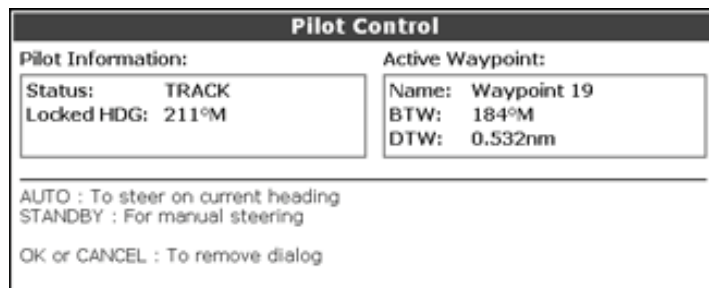 Pilot Control
Pilot Information:
Status: TRACK
Locked HDG: 211°M
Active Waypoint:
Name: Waypoint 19
BTW: 184°M
DTW: 0.532nm
AUTO : To steer on current heading
STANDBY : For manual steering
OK or CANCEL : To remove dialog